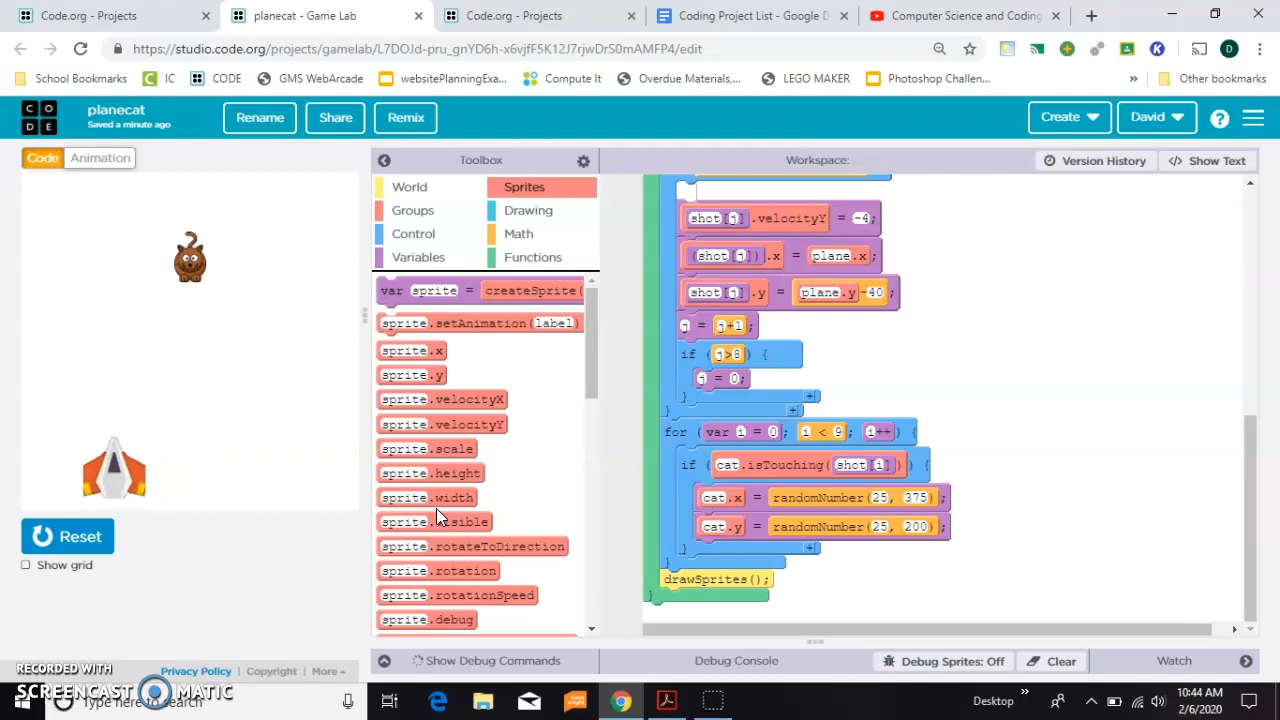 Code.org - Projects
planecat - Game Lab
Code.org - Projects
Coding Project List - Google D
Computer Science and Coding
https://studio.code.org/projects/gamelab/L7DOJd-pru_gnYD6h-x6vjfF5K12J7rjwDrS0mAMFP4/edit
School Bookmarks
IC
CODE
GMS WebArcade
websitePlanningExa...
Compute It
Overdue Materials,...
LEGO MAKER
Photoshop Challen...
»
Other bookmarks
CODE
planecat
Saved a minute ago
Rename
Share
Remix
Create
David
Code
Animation
Toolbox
Workspace:
Version History
</> Show Text
World
Sprites
Groups
Drawing
Control
Math
Variables
Functions
var sprite = createSprite(
sprite.setAnimation(label)
sprite.x
sprite.y
sprite.velocityX
sprite.velocityY
sprite.scale
sprite.height
sprite.width
sprite.visible
sprite.rotateToDirection
sprite.rotation
sprite.rotationSpeed
sprite.debug
shot[j].velocityY = -4;
(shot[j]).x = plane.x;
shot[j].y = plane.y-40;
j = j+1;
if (j>8) {
j = 0;
}
}
for (var i = 0; i < 9; i++) {
if (cat.isTouching(shot[i])) {
cat.x = randomNumber(25, 375);
cat.y = randomNumber(25, 200);
}
}
drawSprites();
}
Reset
Show grid
Privacy Policy
Copyright
More
Show Debug Commands
Debug Console
Debug Sprites: Off
Clear
Watch
RECORDED WITH
SCREENCAST MATIC
Type here to search
Desktop
»
10:44 AM
2/6/2020